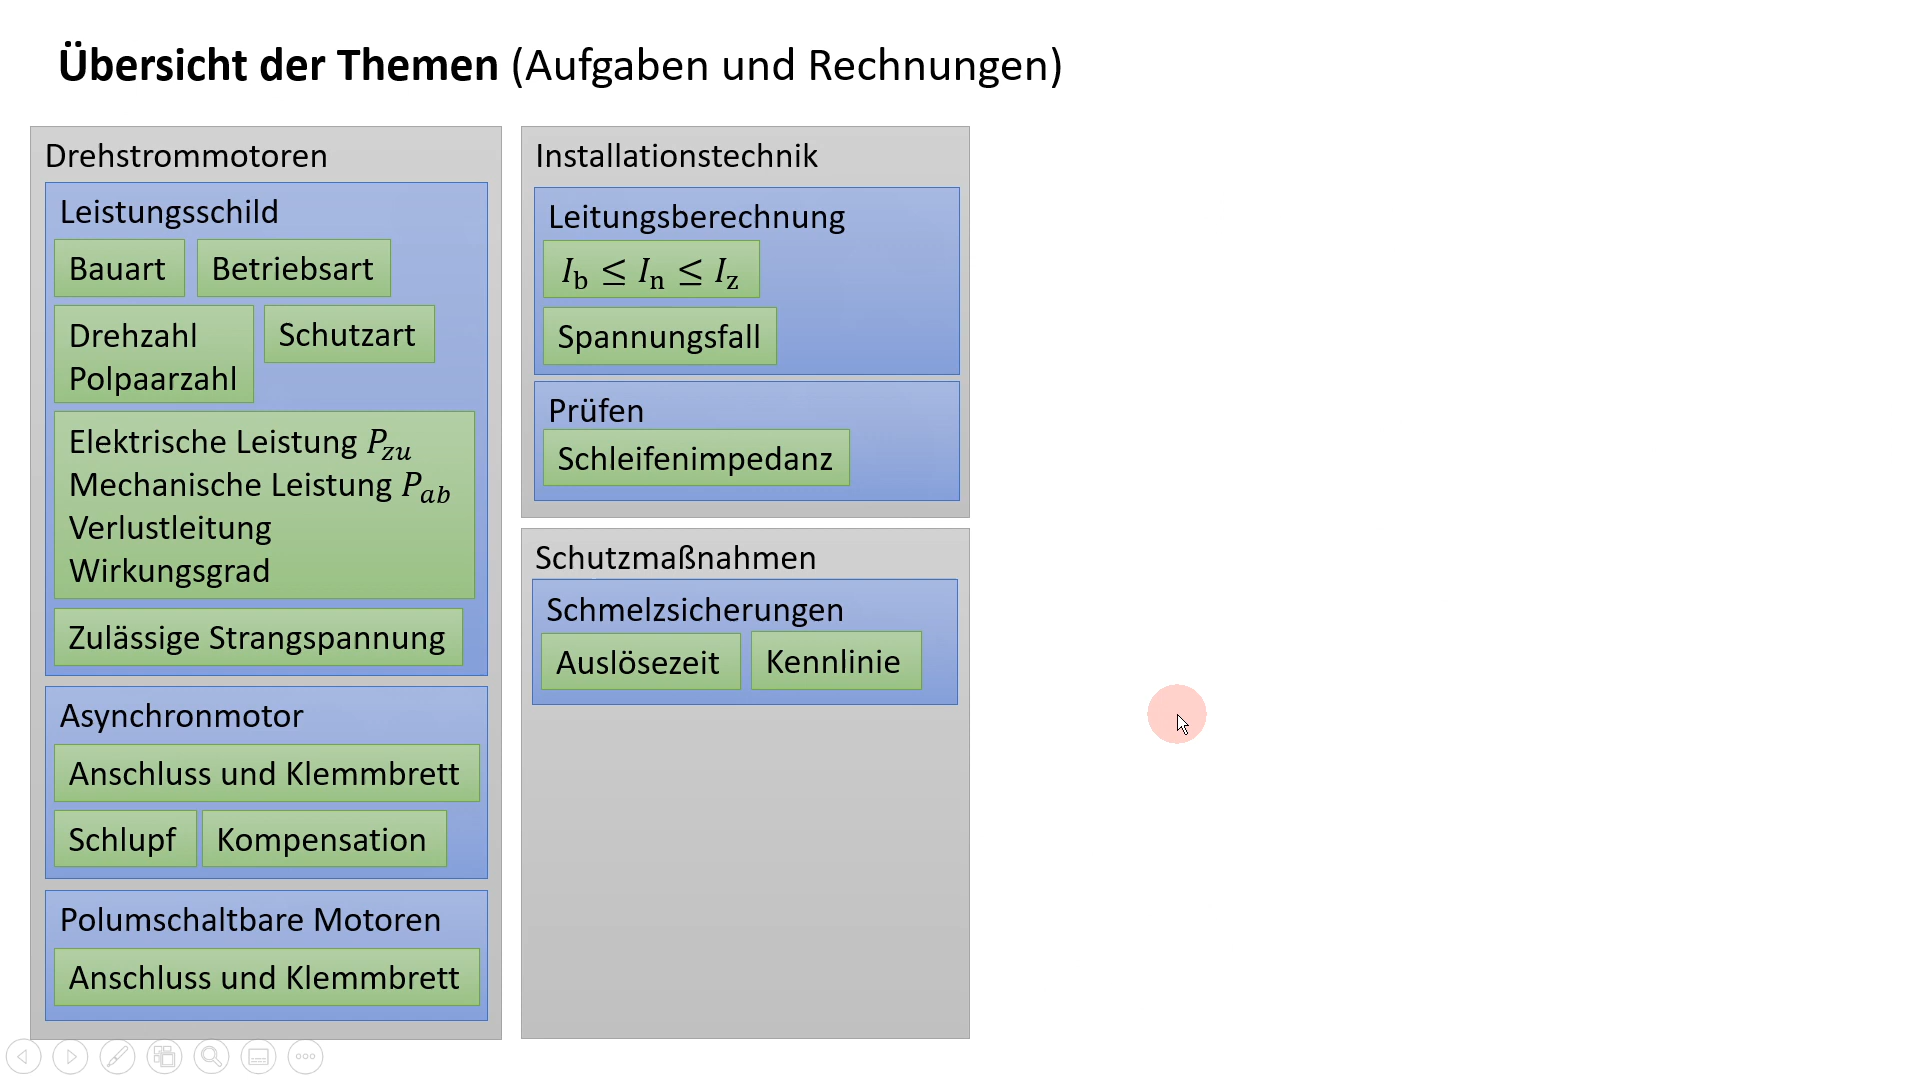 Übersicht der Themen (Aufgaben und Rechnungen)
Drehstrommotoren
Leistungsschild
Bauart
Betriebsart
Drehzahl
Polpaarzahl
Schutzart
Elektrische Leistung P_zu
Mechanische Leistung P_ab
Verlustleitung
Wirkungsgrad
Zulässige Strangspannung
Asynchronmotor
Anschluss und Klemmbrett
Schlupf
Kompensation
Polumschaltbare Motoren
Anschluss und Klemmbrett
Installationstechnik
Leitungsberechnung
I_b ≤ I_n ≤ I_z
Spannungsfall
Prüfen
Schleifenimpedanz
Schutzmaßnahmen
Schmelzsicherungen
Auslösezeit
Kennlinie